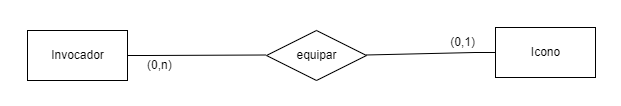 Invocador
(0,n)
equipar
(0,1)
Icono